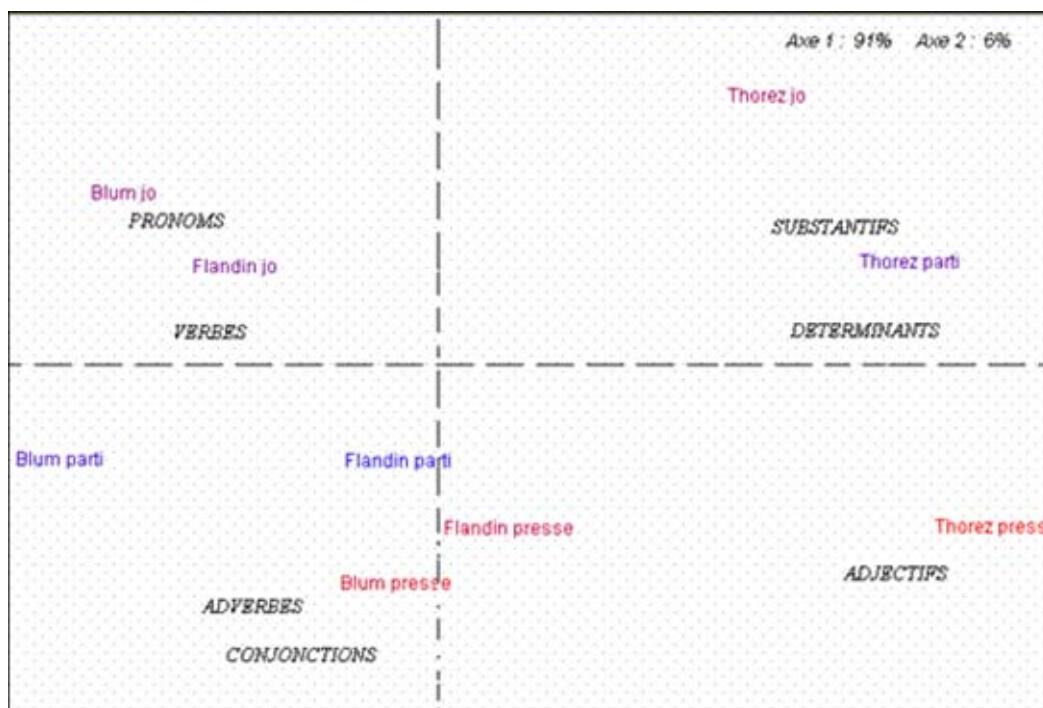 Axe 1 : 91% Axe 2 : 6%
Thorez jo
Blum jo
PRONOMS
SUBSTANTIFS
Flandin jo
Thorez parti
VERBES
DETERMINANTS
Blum parti
Flandin parti
Flandin presse
Thorez press
ADJECTIFS
Blum presse
ADVERBES
CONJONCTIONS